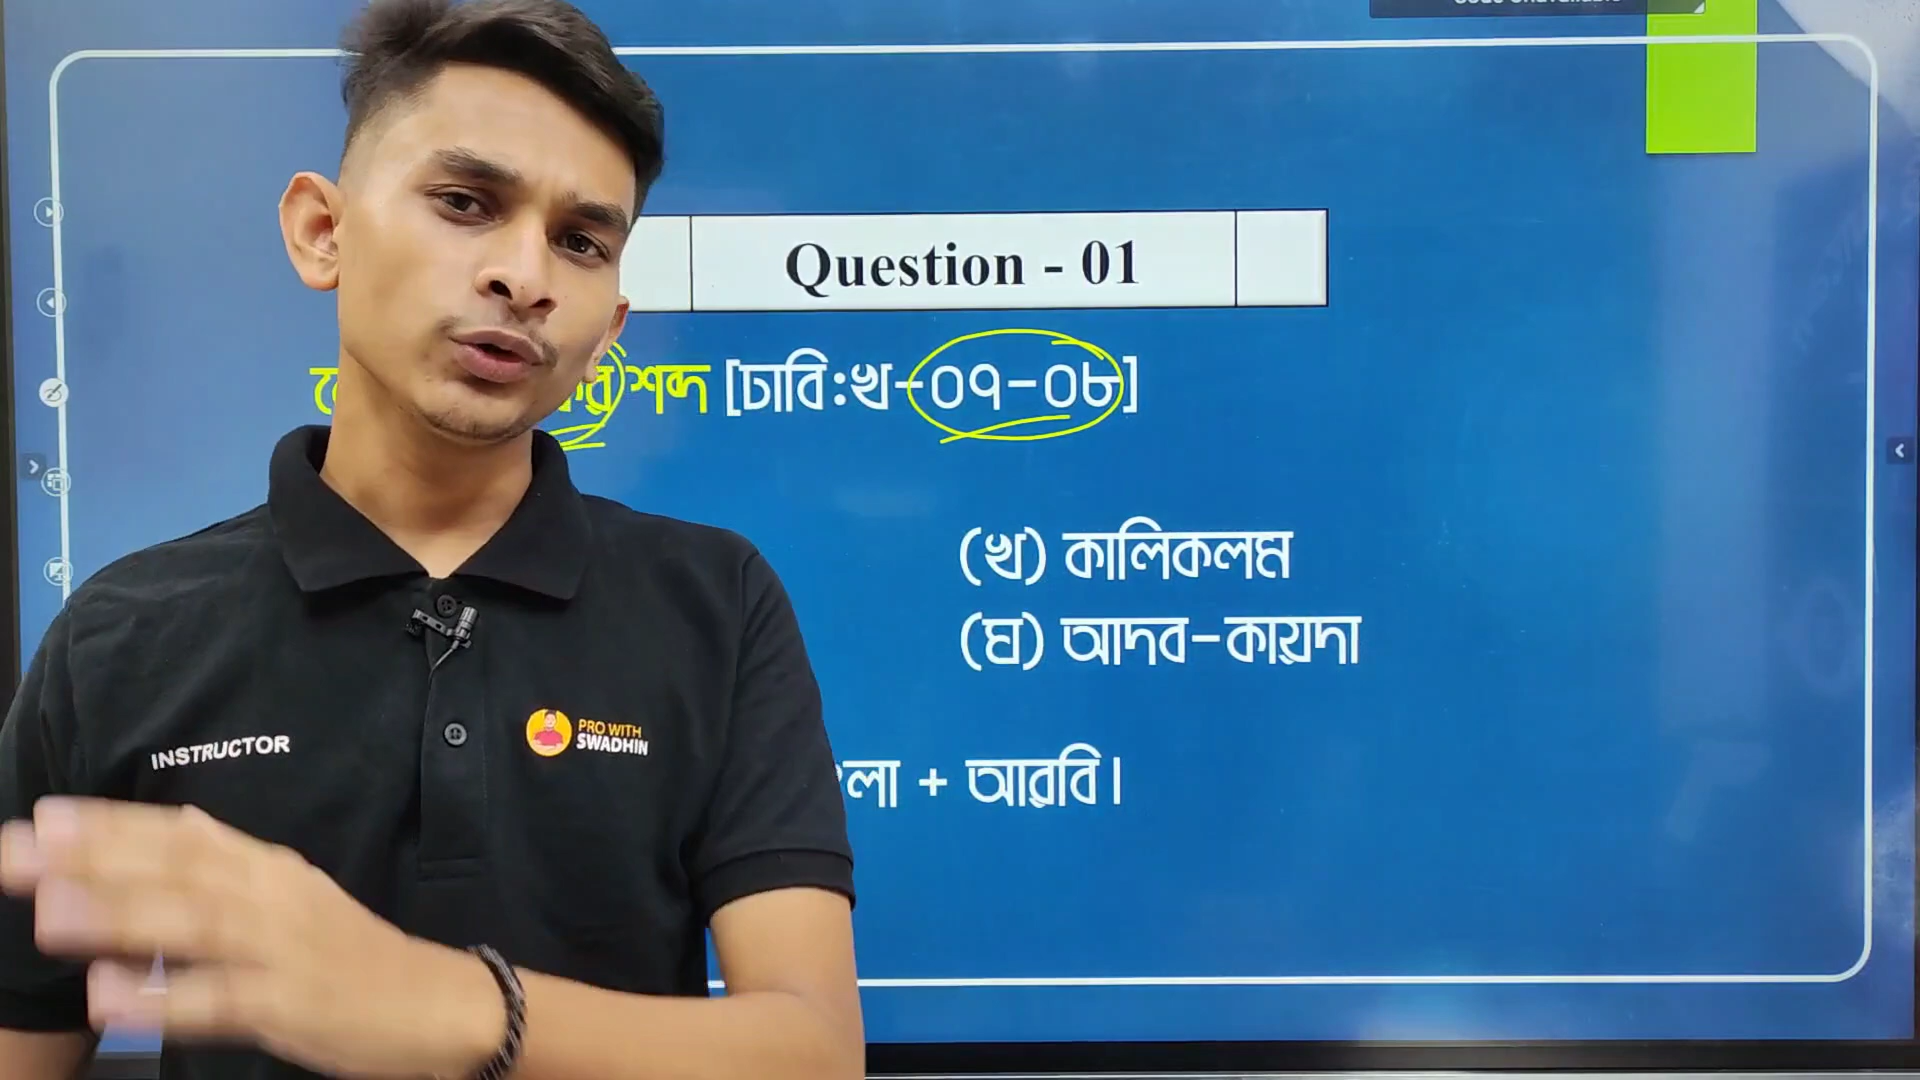 Question - 01
শব্দ [ঢাবি:খ-০৭-০৮]
(খ) কালিকলম
(ঘ) আদব-কায়দা
+ আরবি।
INSTRUCTOR
PRO WITH
SWADHIN